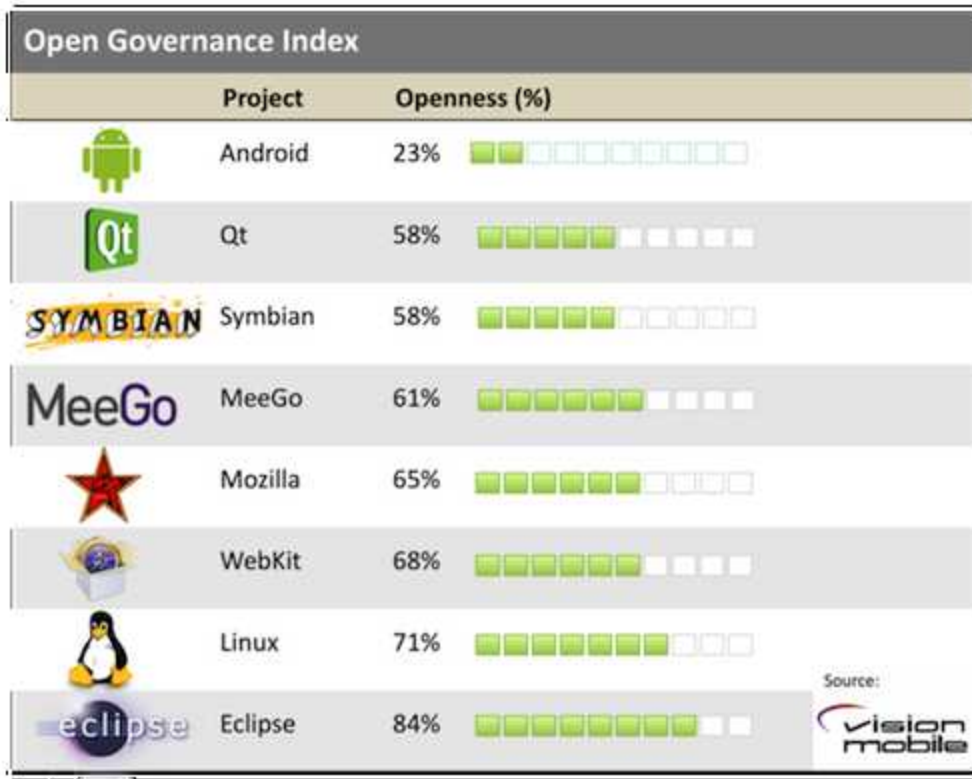 Open Governance Index
Project Openness (%)
Android 23%
Qt Qt 58%
SYMBIAN Symbian 58%
MeeGo MeeGo 61%
Mozilla 65%
WebKit 68%
Linux 71%
Source:
eclipse Eclipse 84%
vision
mobile